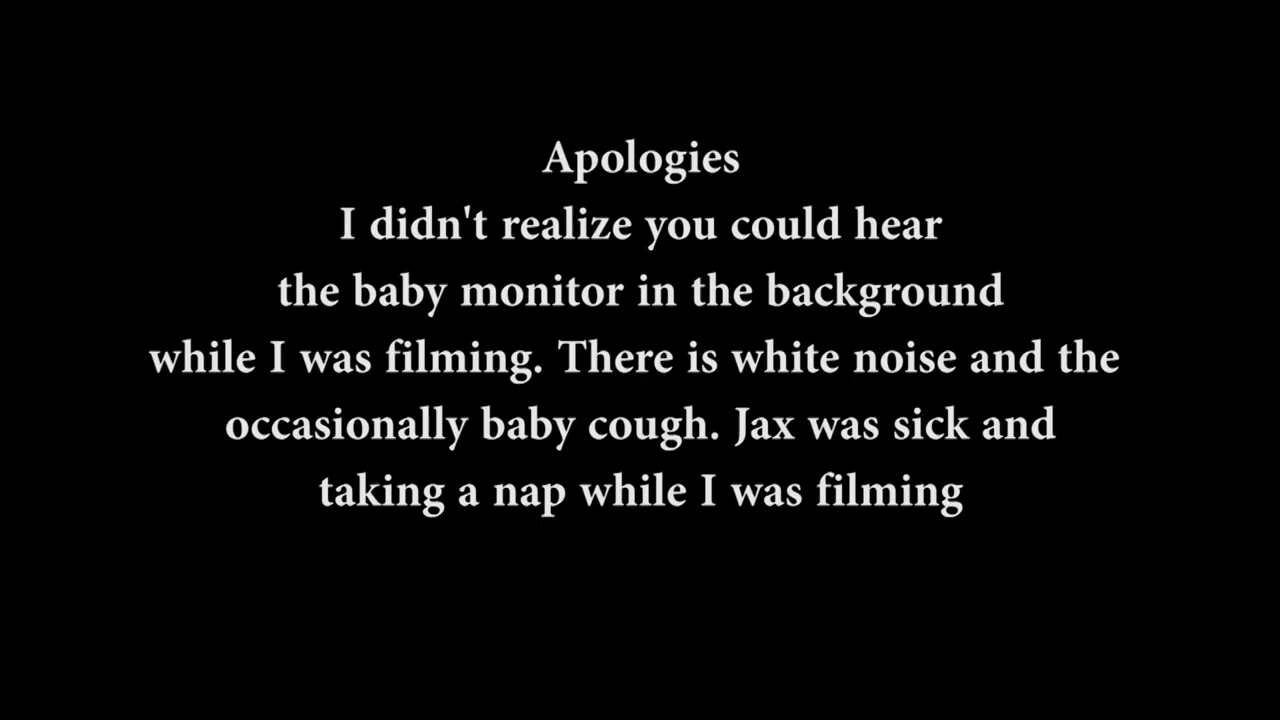 Apologies
I didn't realize you could hear
the baby monitor in the background
while I was filming. There is white noise and the
occasionally baby cough. Jax was sick and
taking a nap while I was filming